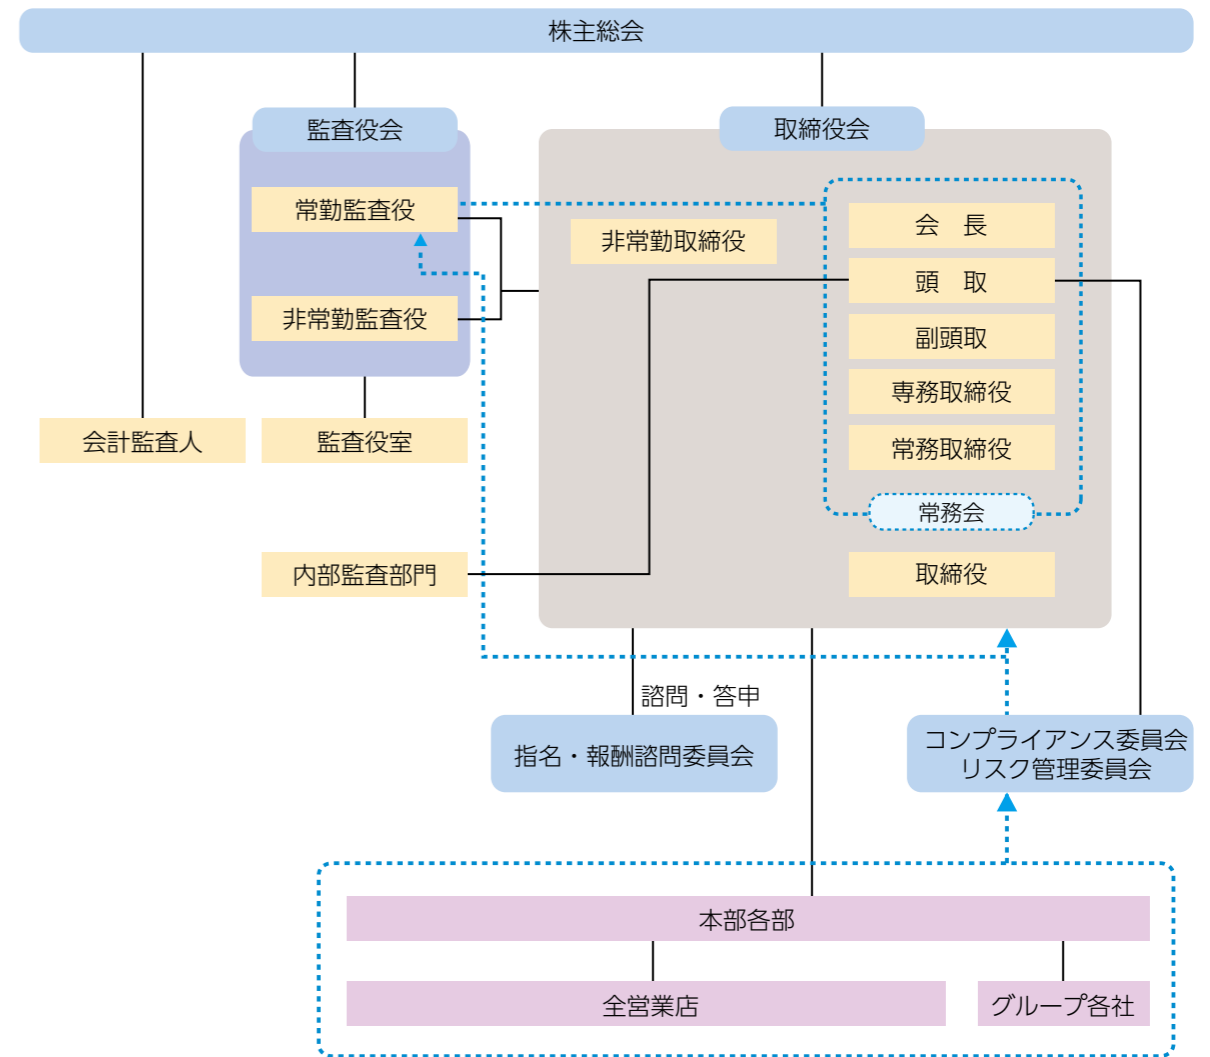 株主総会
監査役会
取締役会
常勤監査役
非常勤取締役
会　長
頭　取
非常勤監査役
副頭取
専務取締役
会計監査人
監査役室
常務取締役
常務会
内部監査部門
取締役
諮問・答申
指名・報酬諮問委員会
コンプライアンス委員会
リスク管理委員会
本部各部
全営業店
グループ各社